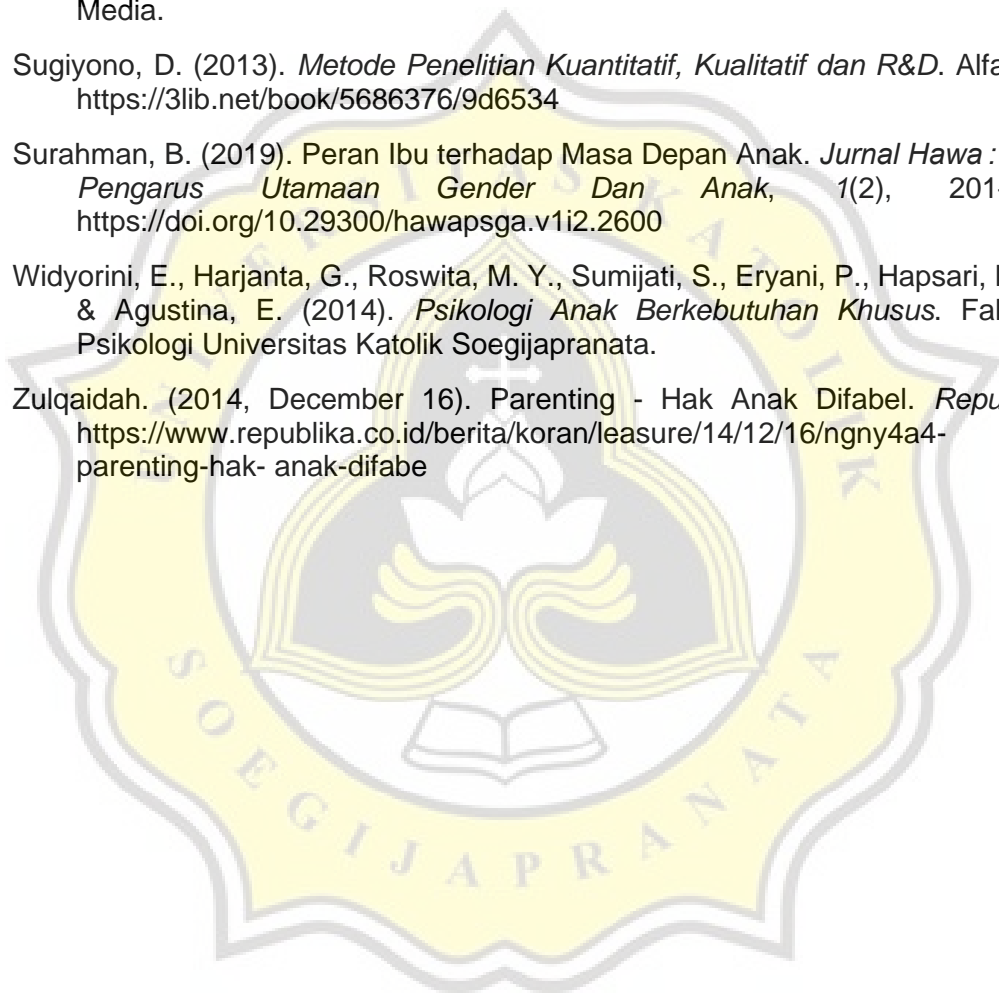 Media.
Sugiyono, D. (2013). Metode Penelitian Kuantitatif, Kualitatif dan R&D.
https://3lib.net/book/5686376/9d6534
Surahman, B. (2019). Peran Ibu terhadap Masa Depan Anak. Jurnal Hawa :
Pengarus Utamaan Gender Dan Anak, 1(2),
https://doi.org/10.29300/hawapsga.v1i2.2600
Widyorini, E., Harjanta, G., Roswita, M. Y., Sumijati, S., Eryani, P., Hapsari,
& Agustina, E. (2014). Psikologi Anak Berkebutuhan Khusus.
Psikologi Universitas Katolik Soegijapranata.
Zulqaidah. (2014, December 16). Parenting - Hak Anak Difabel.
https://www.republika.co.id/berita/koran/leasure/14/12/16/ngny4a4-
parenting-hak- anak-difabe
UNIVERSITAS KATOLIK
SOEGIJAPRANATA